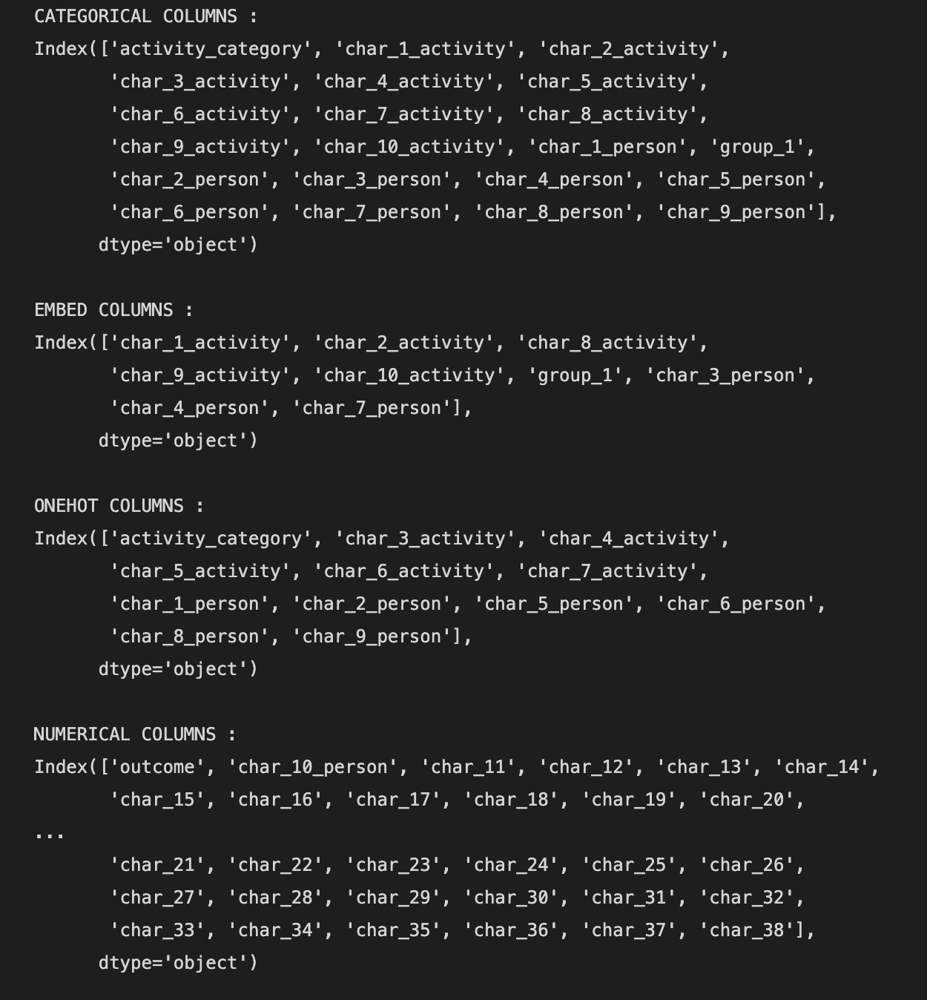 CATEGORICAL COLUMNS :
Index(['activity_category', 'char_1_activity', 'char_2_activity',
'char_3_activity', 'char_4_activity', 'char_5_activity',
'char_6_activity', 'char_7_activity', 'char_8_activity',
'char_9_activity', 'char_10_activity', 'char_1_person', 'group_1',
'char_2_person', 'char_3_person', 'char_4_person', 'char_5_person',
'char_6_person', 'char_7_person', 'char_8_person', 'char_9_person'],
dtype='object')
EMBED COLUMNS :
Index(['char_1_activity', 'char_2_activity', 'char_8_activity',
'char_9_activity', 'char_10_activity', 'group_1', 'char_3_person',
'char_4_person', 'char_7_person'],
dtype='object')
ONEHOT COLUMNS :
Index(['activity_category', 'char_3_activity', 'char_4_activity',
'char_5_activity', 'char_6_activity', 'char_7_activity',
'char_1_person', 'char_2_person', 'char_5_person', 'char_6_person',
'char_8_person', 'char_9_person'],
dtype='object')
NUMERICAL COLUMNS :
Index(['outcome', 'char_10_person', 'char_11', 'char_12', 'char_13', 'char_14',
'char_15', 'char_16', 'char_17', 'char_18', 'char_19', 'char_20',
...
'char_21', 'char_22', 'char_23', 'char_24', 'char_25', 'char_26',
'char_27', 'char_28', 'char_29', 'char_30', 'char_31', 'char_32',
'char_33', 'char_34', 'char_35', 'char_36', 'char_37', 'char_38'],
dtype='object')